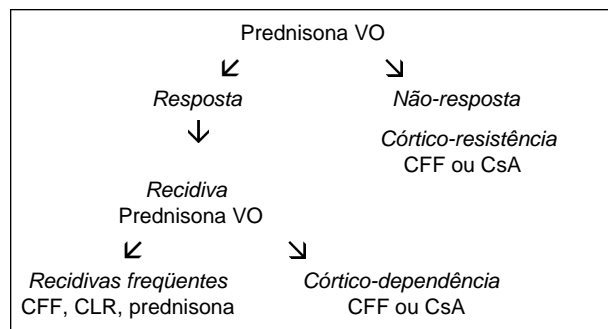 Prednisona VO
Resposta
Não-resposta
Córtico-resistência
CFF ou CsA
Recidiva
Prednisona VO
Recidivas freqüentes
CFF, CLR, prednisona
Córtico-dependência
CFF ou CsA